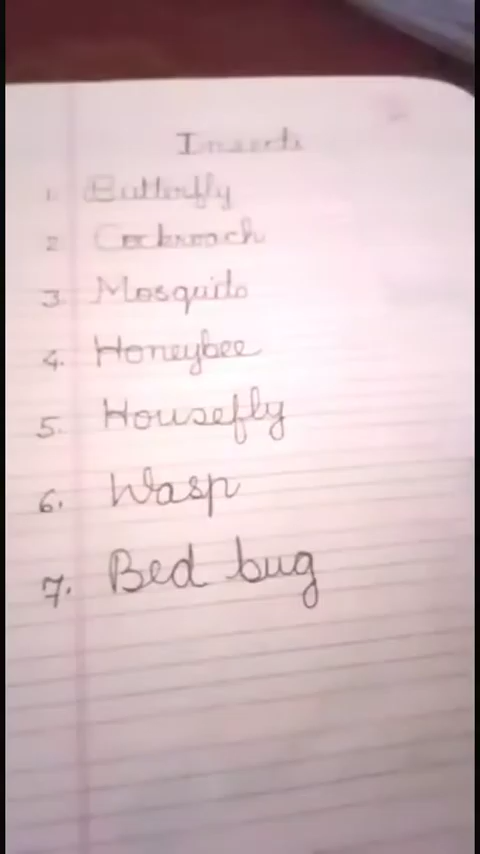 Insects
1. Butterfly
2. Cockroach
3. Mosquito
4. Honeybee
5. Housefly
6. Wasp
7. Bed bug